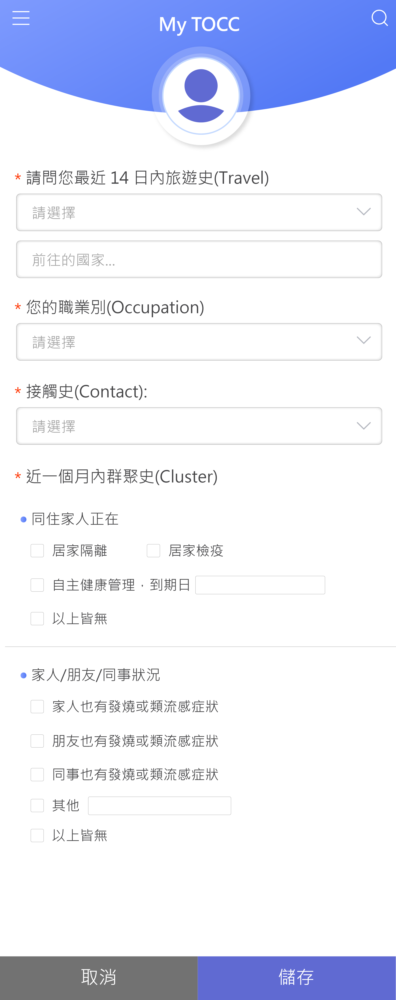 My TOCC
* 請問您最近 14 日內旅遊史(Travel)
請選擇
前往的國家...
* 您的職業別(Occupation)
請選擇
* 接觸史(Contact):
請選擇
* 近一個月內群聚史(Cluster)
同住家人正在
居家隔離 居家檢疫
自主健康管理，到期日
以上皆無
家人/朋友/同事狀況
家人也有發燒或類流感症狀
朋友也有發燒或類流感症狀
同事也有發燒或類流感症狀
其他
以上皆無
取消 儲存